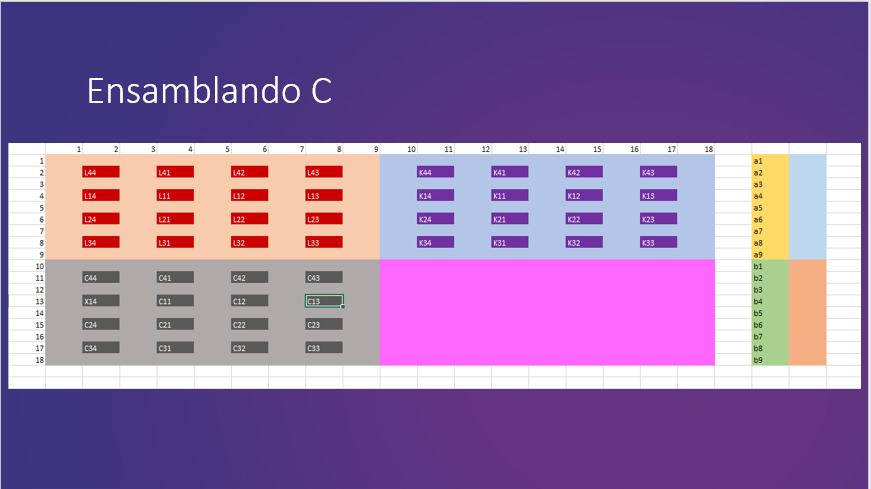 Ensamblando C
1 2 3 4 5 6 7 8 9 10 11 12 13 14 15 16 17 18
1 a1
2 L44 L41 L42 L43 K44 K41 K42 K43 a2
3 a3
4 L14 L11 L12 L13 K14 K11 K12 K13 a4
5 a5
6 L24 L21 L22 L23 K24 K21 K22 K23 a6
7 a7
8 L34 L31 L32 L33 K34 K31 K32 K33 a8
9 a9
10 b1
11 C44 C41 C42 C43 b2
12 b3
13 X14 C11 C12 C13 b4
14 b5
15 C24 C21 C22 C23 b6
16 b7
17 C34 C31 C32 C33 b8
18 b9